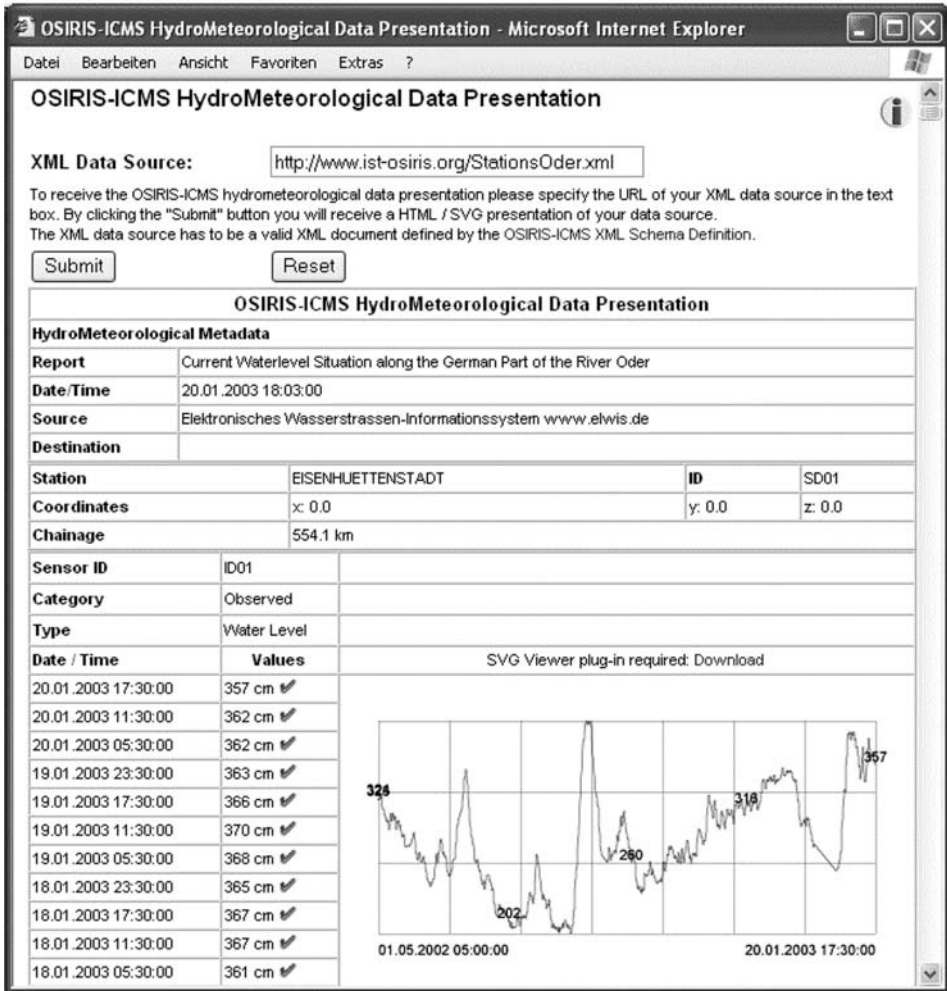 OSIRIS-ICMS HydroMeteorological Data Presentation - Microsoft Internet Explorer
Datei Bearbeiten Ansicht Favoriten Extras ?
OSIRIS-ICMS HydroMeteorological Data Presentation
XML Data Source: http://www.ist-osiris.org/StationsOder.xml
To receive the OSIRIS-ICMS hydrometeorological data presentation please specify the URL of your XML data source in the text
box. By clicking the "Submit" button you will receive a HTML / SVG presentation of your data source.
The XML data source has to be a valid XML document defined by the OSIRIS-ICMS XML Schema Definition.
Submit Reset
OSIRIS-ICMS HydroMeteorological Data Presentation
HydroMeteorological Metadata
Report Current Waterlevel Situation along the German Part of the River Oder
Date/Time 20.01.2003 18:03:00
Source Elektronisches Wasserstrassen-Informationssystem www.elwis.de
Destination
Station EISENHUETTENSTADT ID SD01
Coordinates x: 0.0 y: 0.0 z: 0.0
Chainage 554.1 km
Sensor ID ID01
Category Observed
Type Water Level
Date / Time Values SVG Viewer plug-in required: Download
20.01.2003 17:30:00 357 cm ✔
20.01.2003 11:30:00 362 cm ✔
20.01.2003 05:30:00 362 cm ✔
19.01.2003 23:30:00 363 cm ✔
19.01.2003 17:30:00 366 cm ✔
19.01.2003 11:30:00 370 cm ✔
19.01.2003 05:30:00 368 cm ✔
18.01.2003 23:30:00 365 cm ✔
18.01.2003 17:30:00 367 cm ✔
18.01.2003 11:30:00 367 cm ✔
18.01.2003 05:30:00 361 cm ✔
357
316
260
202
01.05.2002 05:00:00 20.01.2003 17:30:00